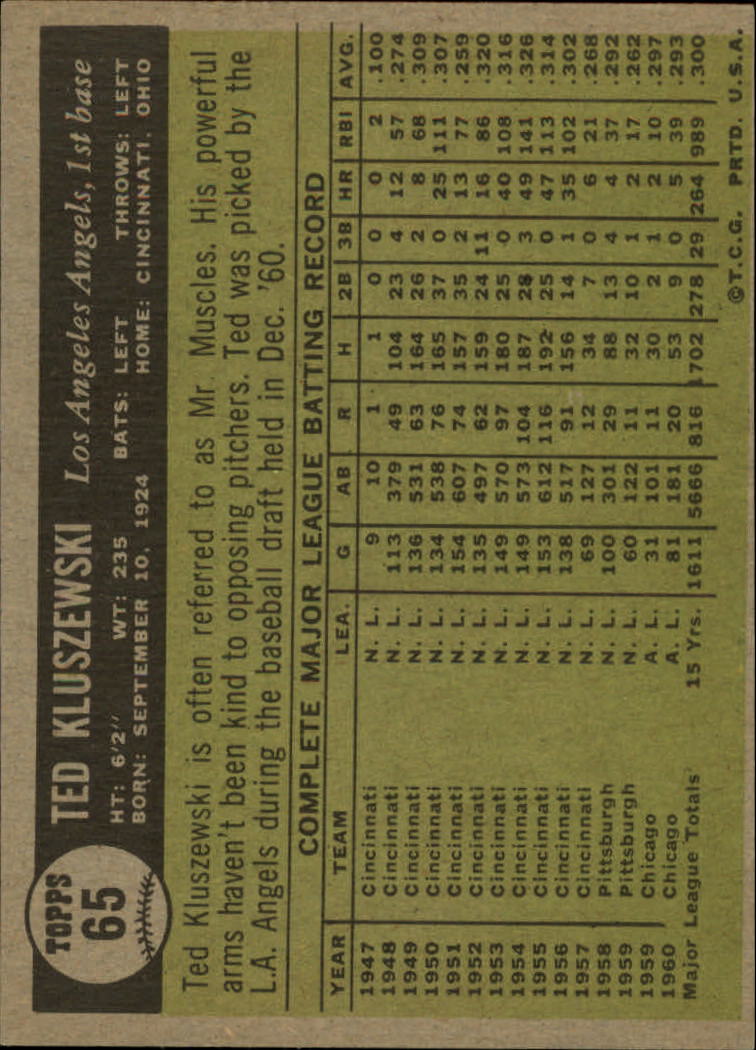 TOPPS
65
TED KLUSZEWSKI Los Angeles Angels, 1st base
HT: 6'2" WT: 235 BATS: LEFT THROWS: LEFT
BORN: SEPTEMBER 10, 1924 HOME: CINCINNATI. OHIO
Ted Kluszewski is often referred to as Mr. Muscles. His powerful
arms haven't been kind to opposing pitchers. Ted was picked by the
L.A. Angels during the baseball draft held in Dec. '60.
COMPLETE MAJOR LEAGUE BATTING RECORD
YEAR TEAM LEA. G AB R H 2B 3B HR RBI AVG.
1947 Cincinnati N. L. 9 10 1 1 0 0 0 2 .100
1948 Cincinnati N. L. 113 379 49 104 23 4 12 57 .274
1949 Cincinnati N. L. 136 531 63 164 26 2 8 68 .309
1950 Cincinnati N. L. 134 538 76 165 37 0 25 111 .307
1951 Cincinnati N. L. 154 607 74 157 35 2 13 77 .259
1952 Cincinnati N. L. 135 497 62 159 24 11 16 86 .320
1953 Cincinnati N. L. 149 570 97 180 25 0 40 108 .316
1954 Cincinnati N. L. 149 573 104 187 28 3 49 141 .326
1955 Cincinnati N. L. 153 612 116 192 25 0 47 113 .314
1956 Cincinnati N. L. 138 517 91 156 14 1 35 102 .302
1957 Cincinnati N. L. 69 127 12 34 7 0 6 21 .268
1958 Pittsburgh N. L. 100 301 29 88 13 4 4 37 .292
1959 Pittsburgh N. L. 60 122 11 32 10 1 2 17 .262
1959 Chicago A. L. 31 101 11 30 2 1 2 10 .297
1960 Chicago A. L. 81 181 20 53 9 0 5 39 .293
Major League Totals 15 Yrs. 1611 5666 816 1702 278 29 264 989 .300
©T.C.G. PRTD. U.S.A.